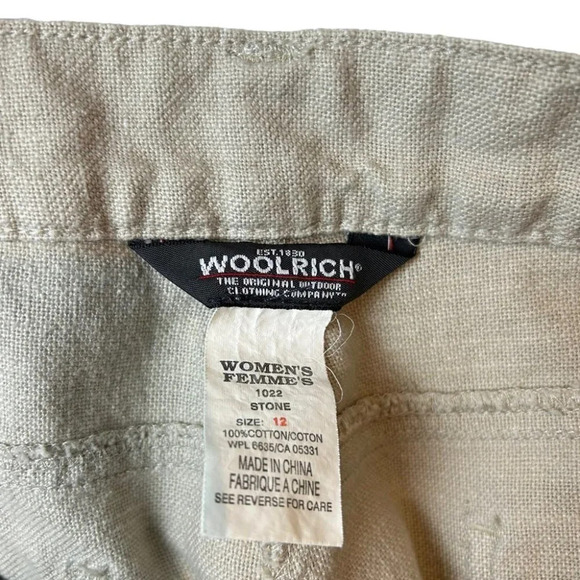 EST. 1830
WOOLRICH®
THE ORIGINAL OUTDOOR
CLOTHING COMPANY™
WOMEN'S
FEMME'S
1022
STONE
SIZE: 12
100%COTTON/COTON
WPL 6635/CA 05331
MADE IN CHINA
FABRIQUE A CHINE
SEE REVERSE FOR CARE